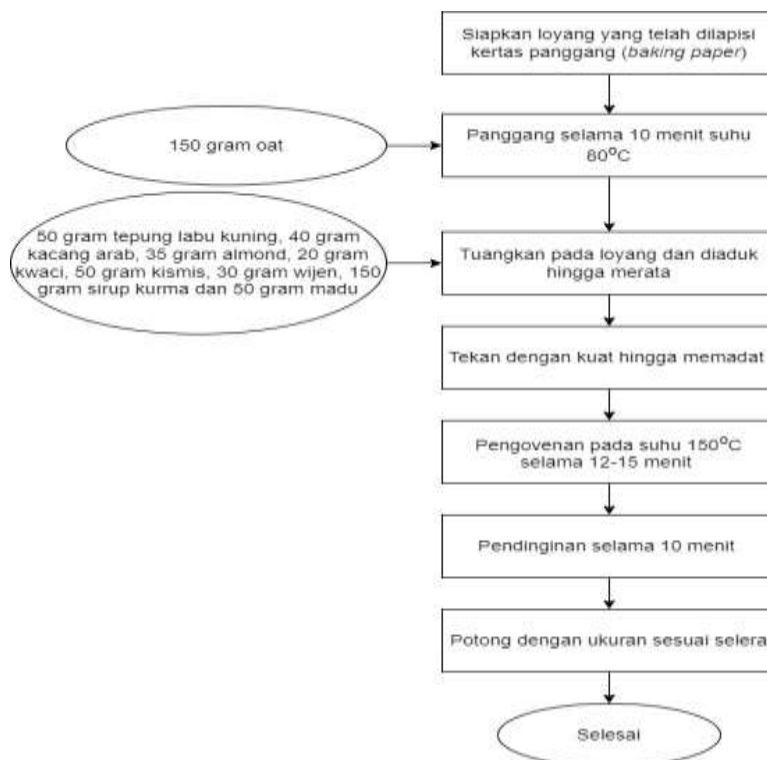 Siapkan loyang yang telah dilapisi
kertas panggang (baking paper)
150 gram oat
Panggang selama 10 menit suhu
80°C
50 gram tepung labu kuning, 40 gram
kacang arab, 35 gram almond, 20 gram
kwaci, 50 gram kismis, 30 gram wijen, 150
gram sirup kurma dan 50 gram madu
Tuangkan pada loyang dan diaduk
hingga merata
Tekan dengan kuat hingga memadat
Pengovenan pada suhu 150°C
selama 12-15 menit
Pendinginan selama 10 menit
Potong dengan ukuran sesuai selera
Selesai